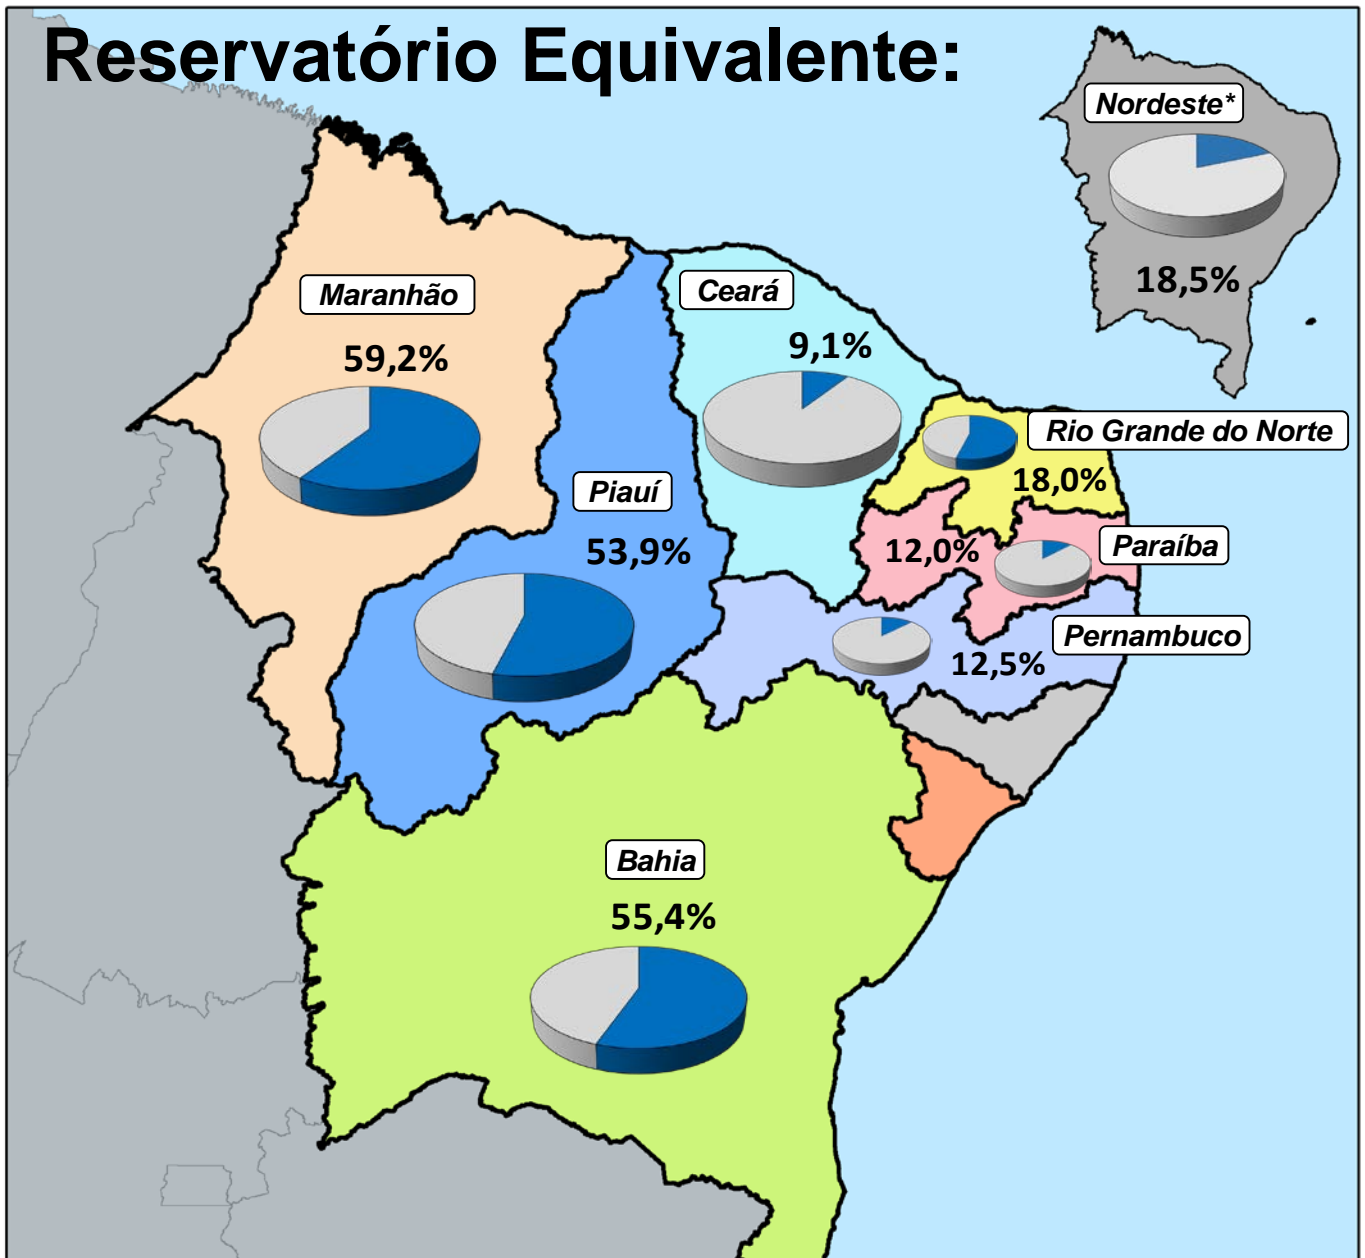 Reservatório Equivalente:
Nordeste*
18,5%
Maranhão
59,2%
Ceará
9,1%
Rio Grande do Norte
18,0%
Piauí
53,9%
Paraíba
12,0%
Pernambuco
12,5%
Bahia
55,4%